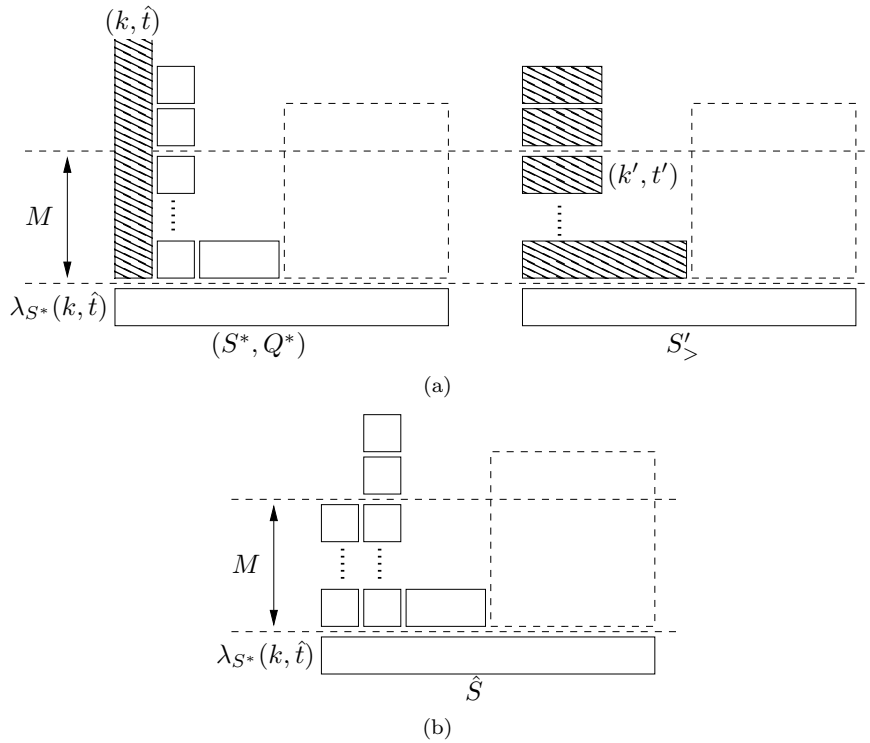 (k, t̂)
(k′, t′)
M
λ_{S*}(k, t̂)
(S*, Q*)
S′_>
(a)
M
λ_{S*}(k, t̂)
Ŝ
(b)